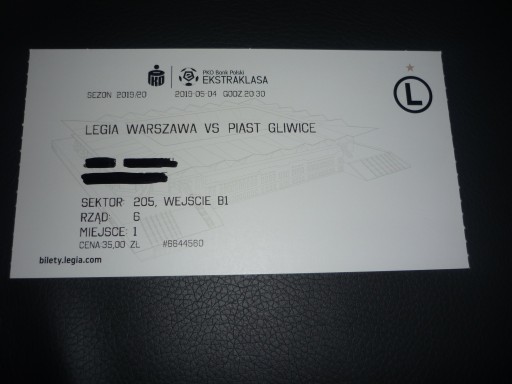 PKO Bank Polski
EKSTRAKLASA
SEZON 2019/20
2019-05-04 GODZ.20:30
L
LEGIA WARSZAWA VS PIAST GLIWICE
SEKTOR: 205, WEJŚCIE B1
RZĄD: 6
MIEJSCE: 1
CENA:35,00 ZŁ #6644560
bilety.legia.com